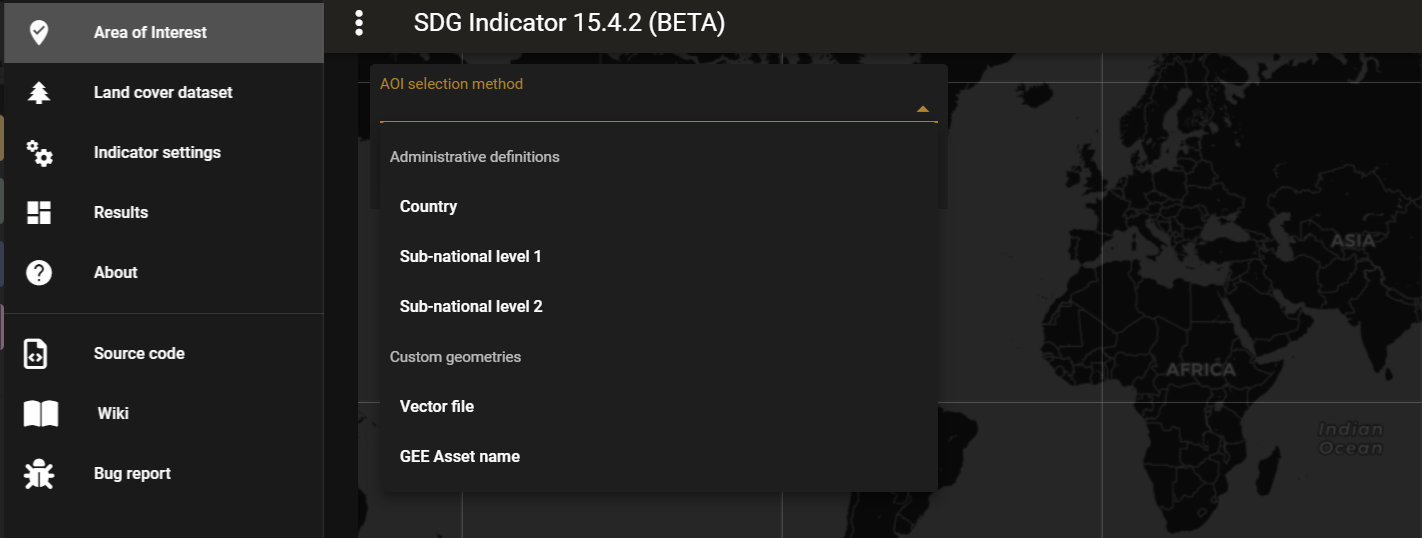 Area of Interest
Land cover dataset
Indicator settings
Results
About
Source code
Wiki
Bug report
SDG Indicator 15.4.2 (BETA)
AOI selection method
Administrative definitions
Country
Sub-national level 1
Sub-national level 2
Custom geometries
Vector file
GEE Asset name
ASIA
AFRICA
Indian
Ocean